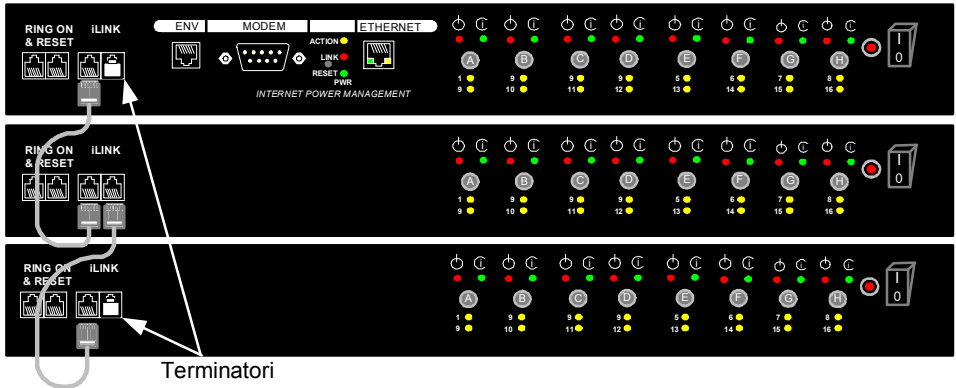 RING ON iLINK ENV MODEM ETHERNET
& RESET
ACTION
LINK
RESET
PWR
INTERNET POWER MANAGEMENT
A B C D E F G H
1 9 9 9 5 6 7 8
9 10 11 12 13 14 15 16
I
0
RING ON iLINK
& RESET
A B C D E F G H
1 9 9 9 5 6 7 8
9 10 11 12 13 14 15 16
I
0
RING ON iLINK
& RESET
A B C D E F G H
1 9 9 9 5 6 7 8
9 10 11 12 13 14 15 16
I
0
Terminatori